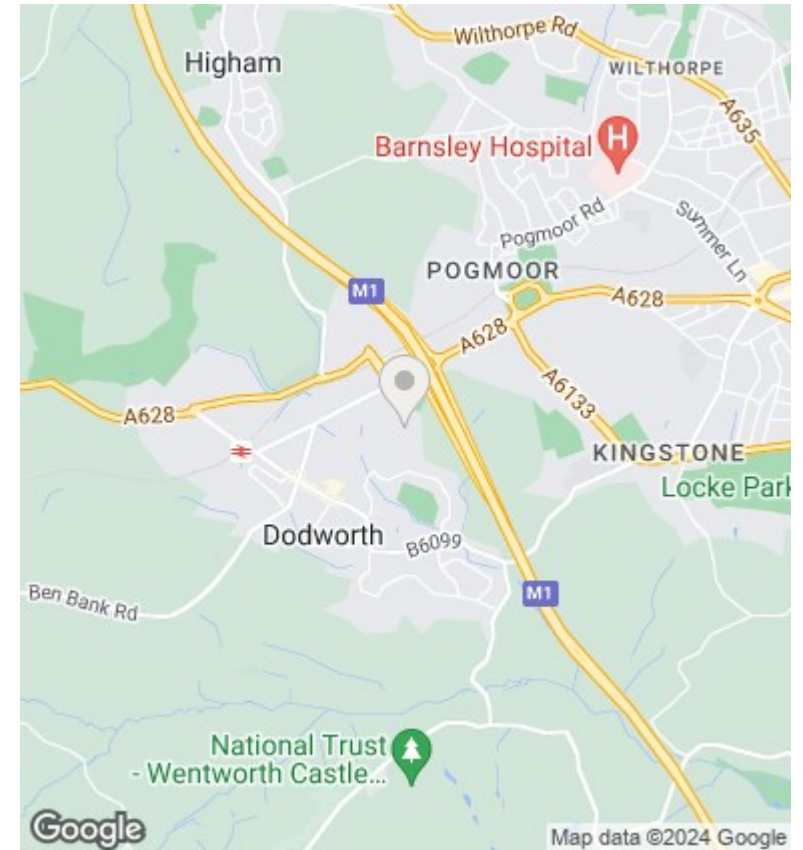 Wilthorpe Rd
Higham
WILTHORPE
A635
Barnsley Hospital
H
Pogmoor Rd
Summer Ln
POGMOOR
M1
A628
A628
A6133
A628
KINGSTONE
Locke Park
Dodworth
B6099
Ben Bank Rd
M1
National Trust
- Wentworth Castle...
Google
Map data ©2024 Google